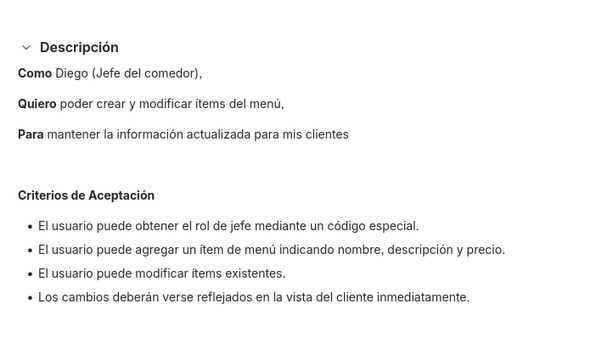 Descripción
Como Diego (Jefe del comedor),
Quiero poder crear y modificar ítems del menú,
Para mantener la información actualizada para mis clientes
Criterios de Aceptación
• El usuario puede obtener el rol de jefe mediante un código especial.
• El usuario puede agregar un ítem de menú indicando nombre, descripción y precio.
• El usuario puede modificar ítems existentes.
• Los cambios deberán verse reflejados en la vista del cliente inmediatamente.